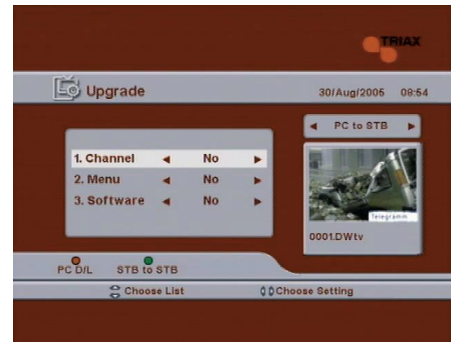 TRIAX
Upgrade
30/Aug/2005 09:54
PC to STB
1. Channel No
2. Menu No
3. Software No
Telegramm
0001.DWtv
PC D/L STB to STB
Choose List Choose Setting